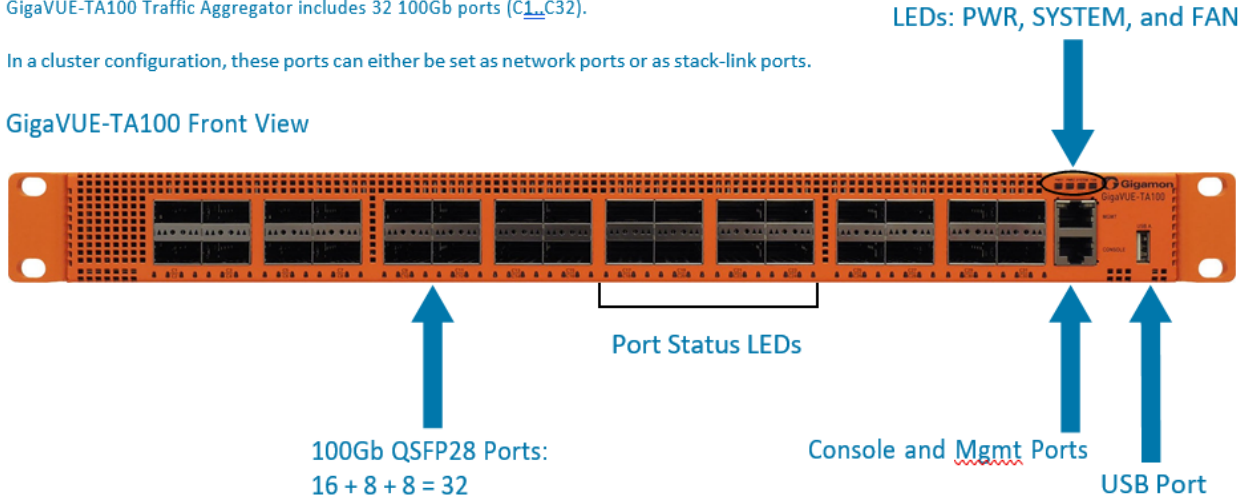 GigaVUE-TA100 Traffic Aggregator includes 32 100Gb ports (C1..C32).
LEDs: PWR, SYSTEM, and FAN
In a cluster configuration, these ports can either be set as network ports or as stack-link ports.
GigaVUE-TA100 Front View
Gigamon
GigaVUE-TA100
MGMT
USB A
CONSOLE
Port Status LEDs
100Gb QSFP28 Ports:
16 + 8 + 8 = 32
Console and Mgmt Ports
USB Port